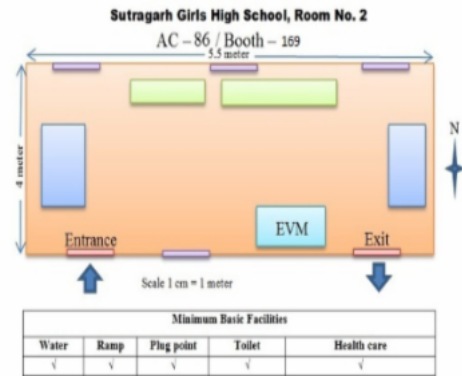 Sutragarh Girls High School, Room No. 2
AC – 86 / Booth – 169
5.5 meter
4 meter
N
EVM
Entrance
Exit
Scale 1 cm = 1 meter
Minimum Basic Facilities
Water Ramp Plug point Toilet Health care
√ √ √ √ √